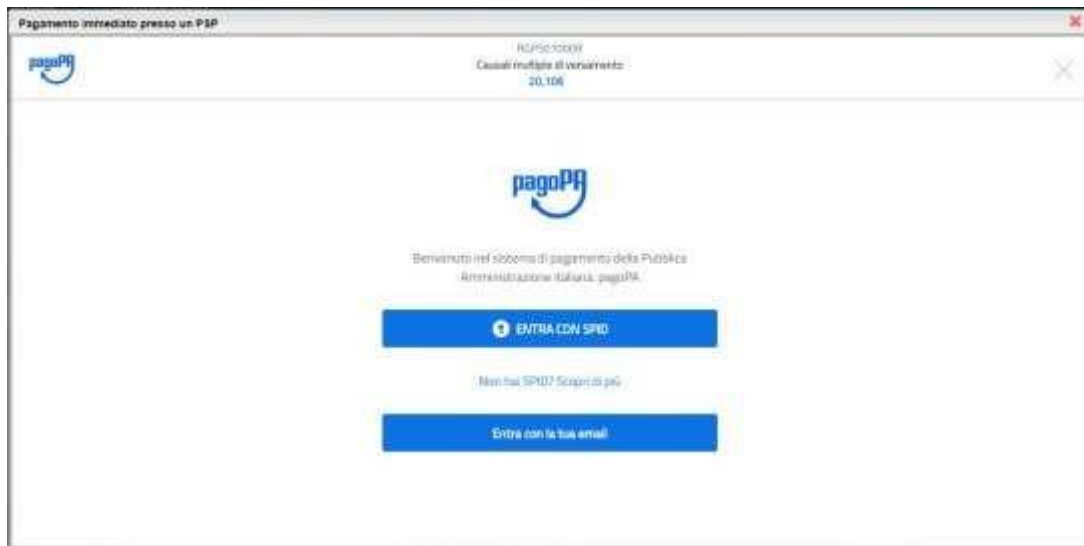 Pagamento immediato presso un PSP
pagoPA
Causali multiple di versamento
20,10€
pagoPA
Benvenuto nel sistema di pagamento della Pubblica
Amministrazione italiana, pagoPA
ENTRA CON SPID
Non hai SPID? Scopri di più
Entra con la tua email